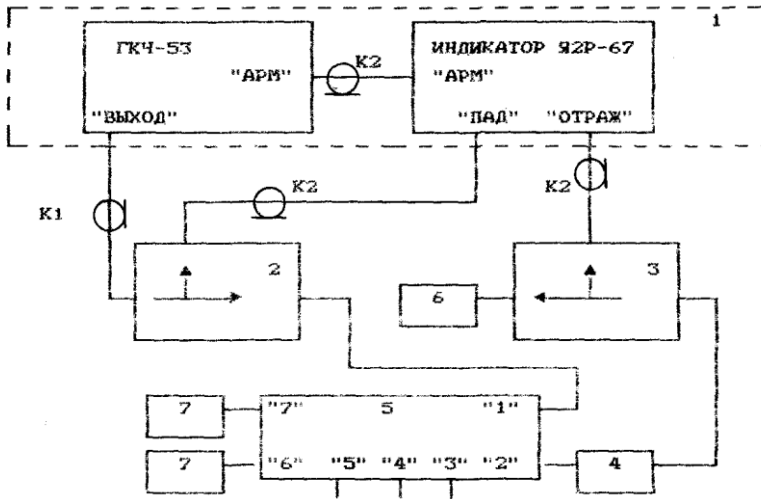 1
ГКЧ-53 К2 ИНДИКАТОР Я2Р-67
"АРМ" "АРМ"
"ВЫХОД" "ПАД" "ОТРАЖ"
К2 К2
К1
2 3
6
7 "7" 5 "1"
7 "6" "5" "4" "3" "2" 4